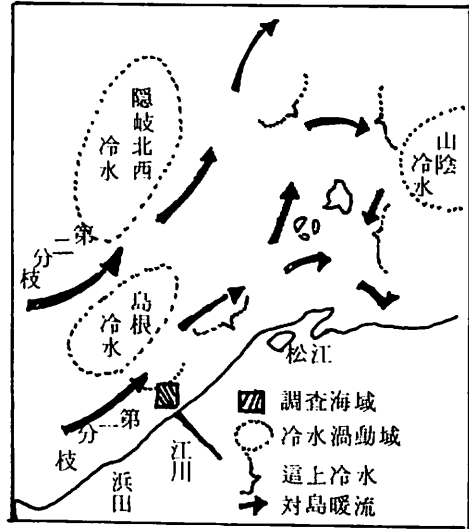 隠岐北西
冷水
山陰
冷水
第二
分
枝
島根
冷水
第一
分
枝
松江
江川
浜田
調査海域
冷水渦動域
這上冷水
対島暖流